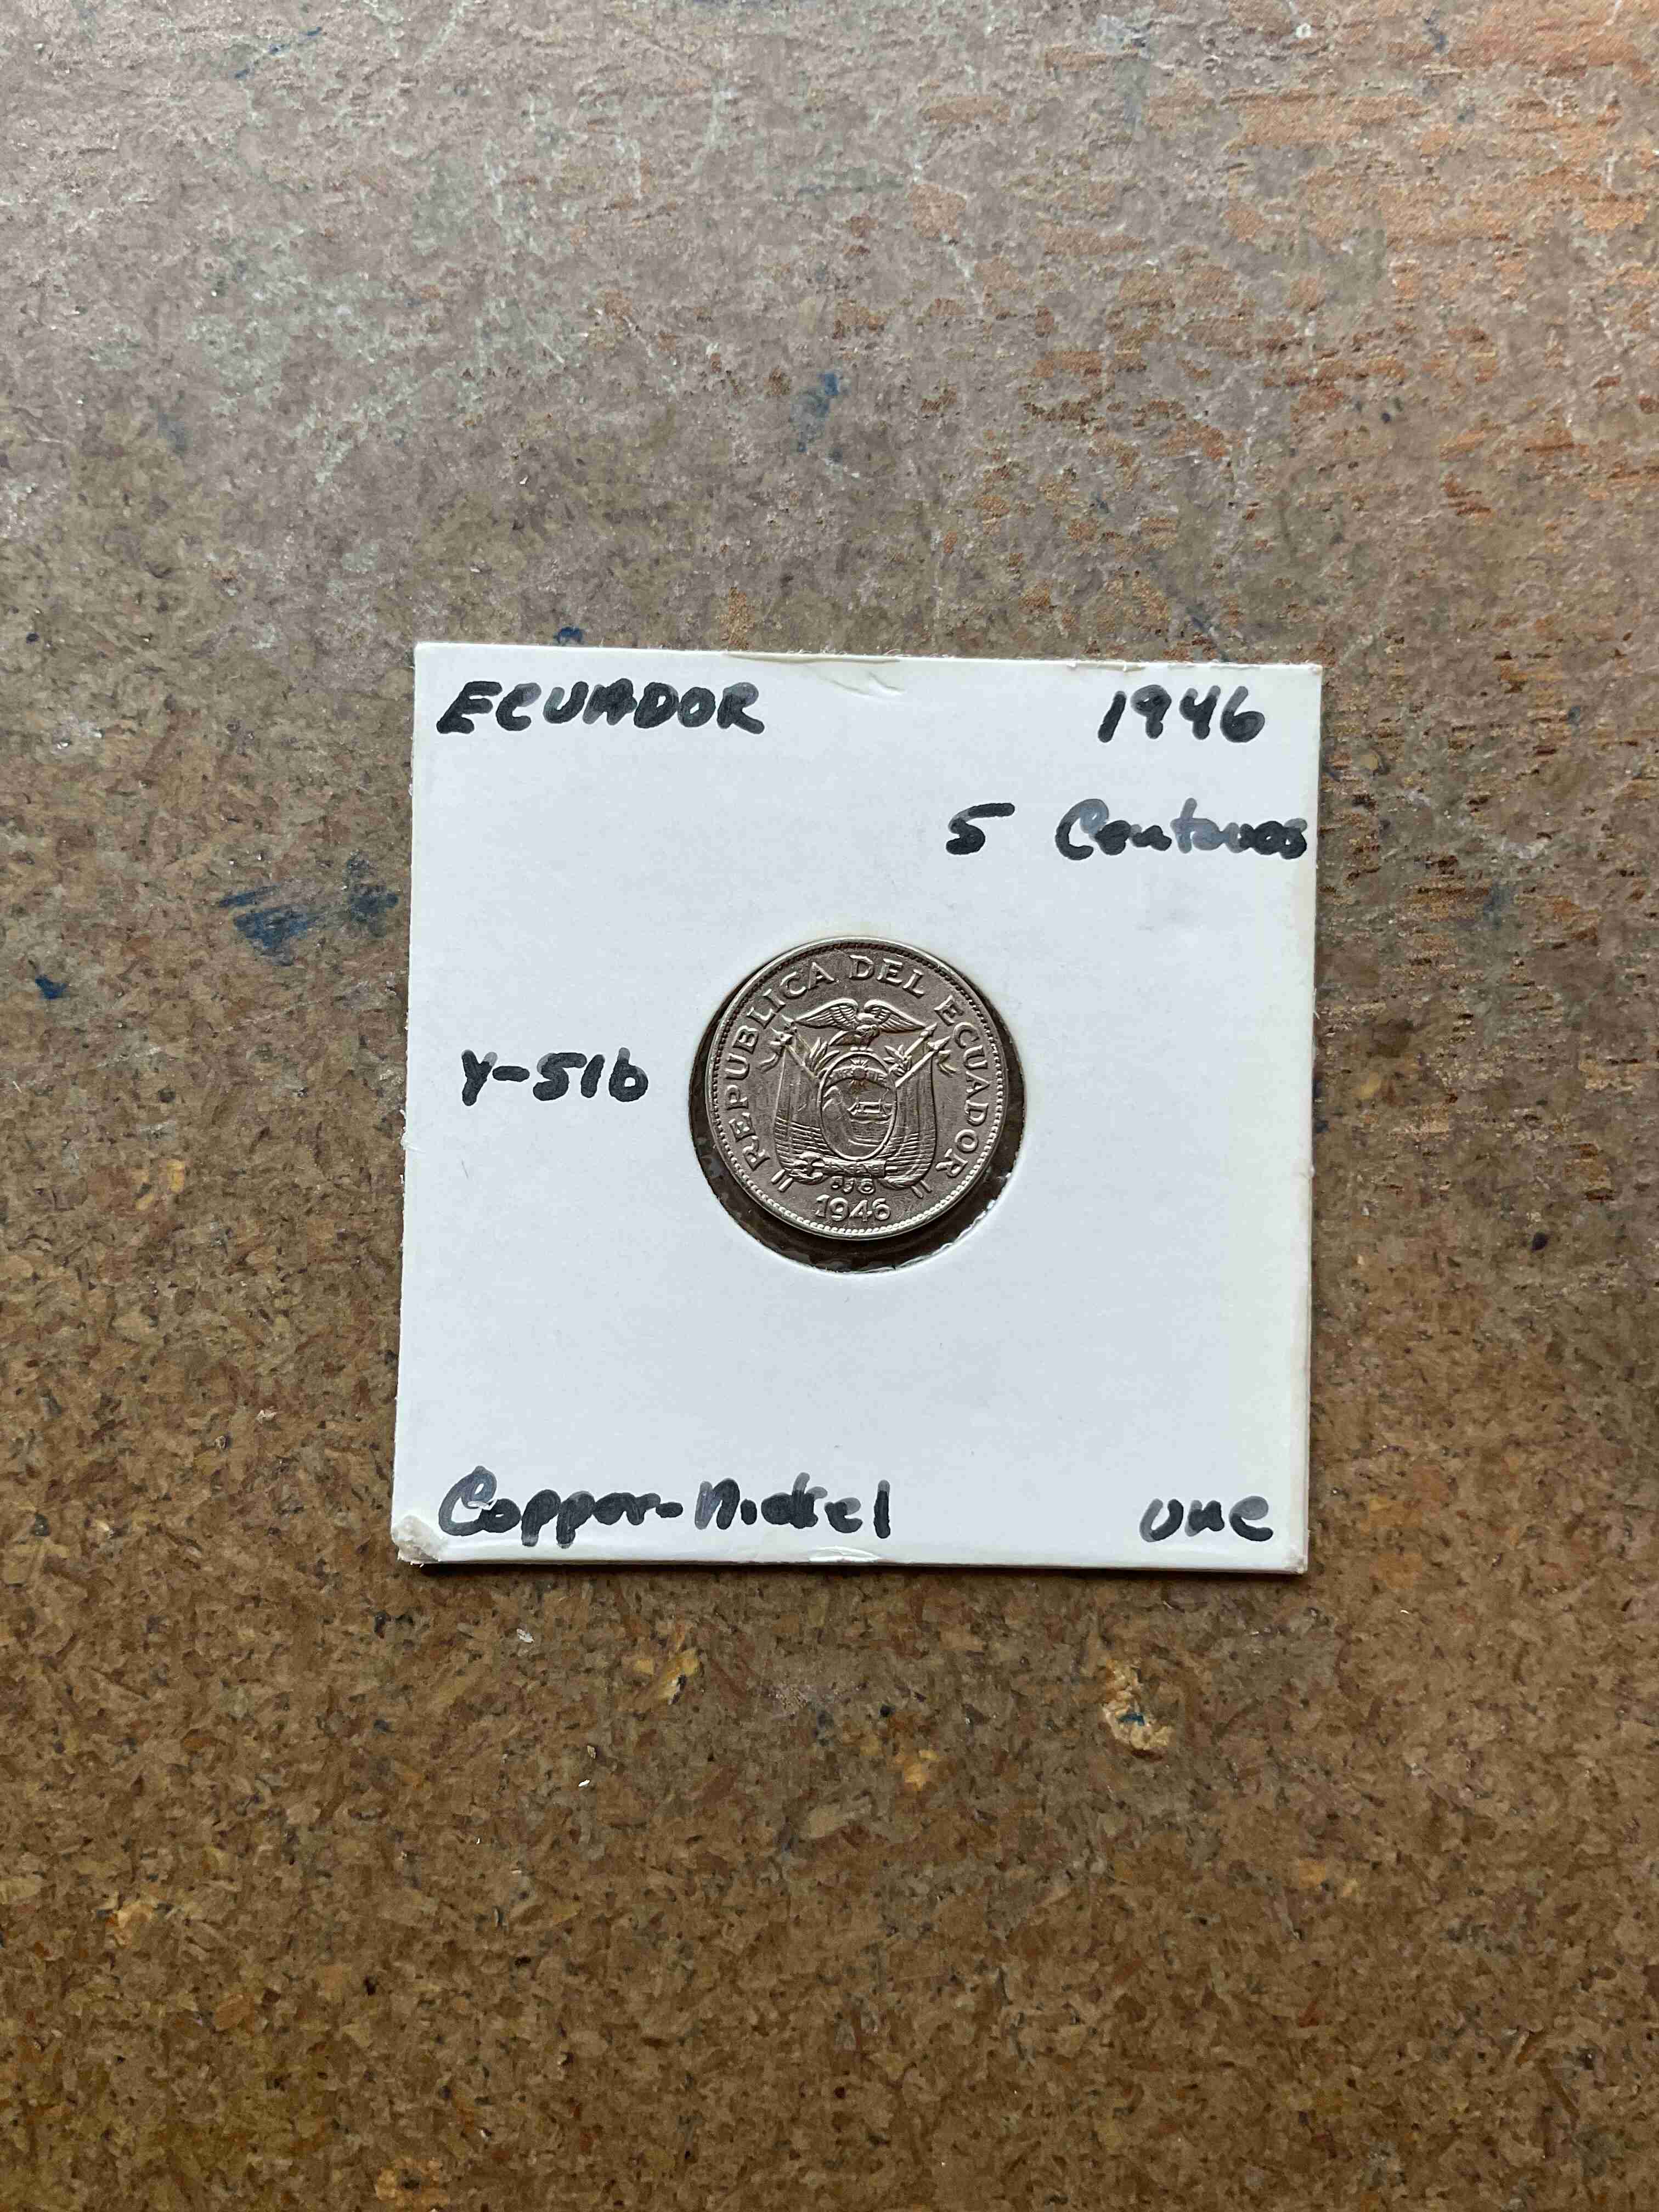 ECUADOR 1946
5 Centavos
REPUBLICA DEL ECUADOR
Y-51b
1946
Copper-Nickel unc